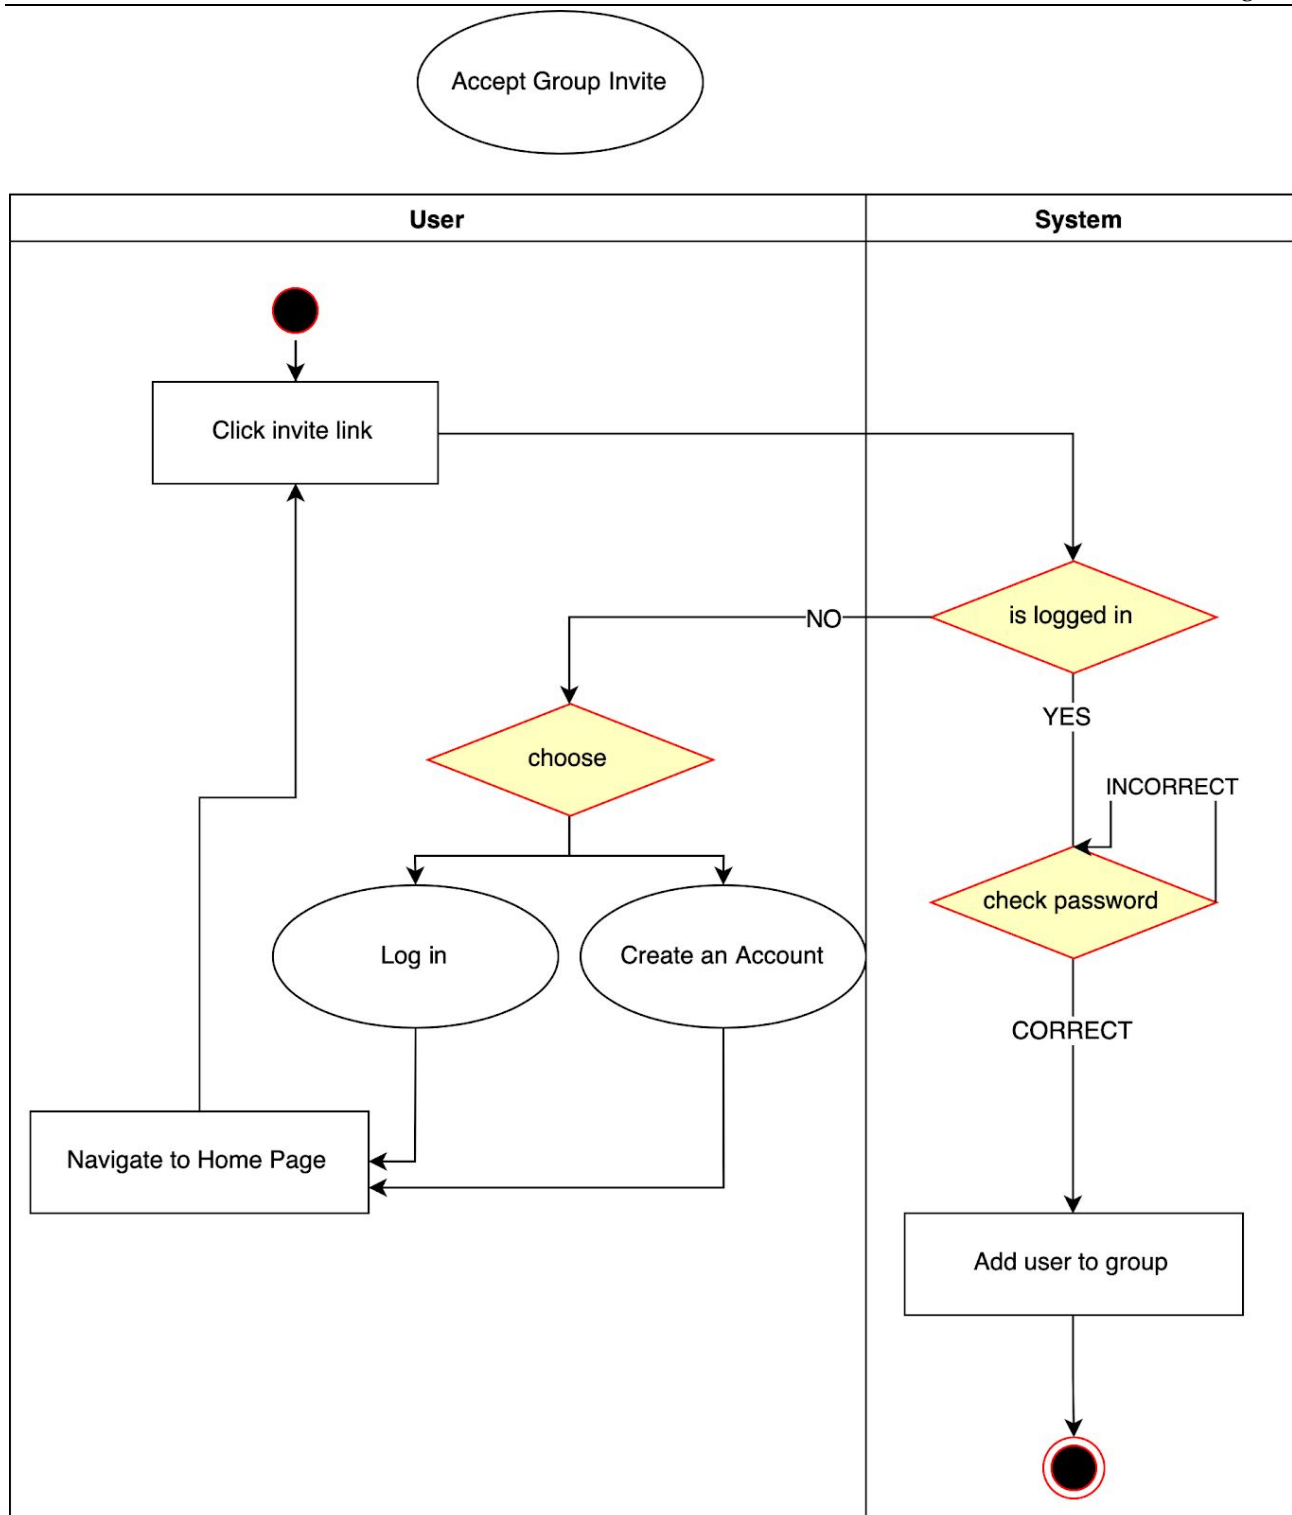 Accept Group Invite
User
System
Click invite link
is logged in
NO
YES
choose
INCORRECT
check password
Log in
Create an Account
CORRECT
Navigate to Home Page
Add user to group